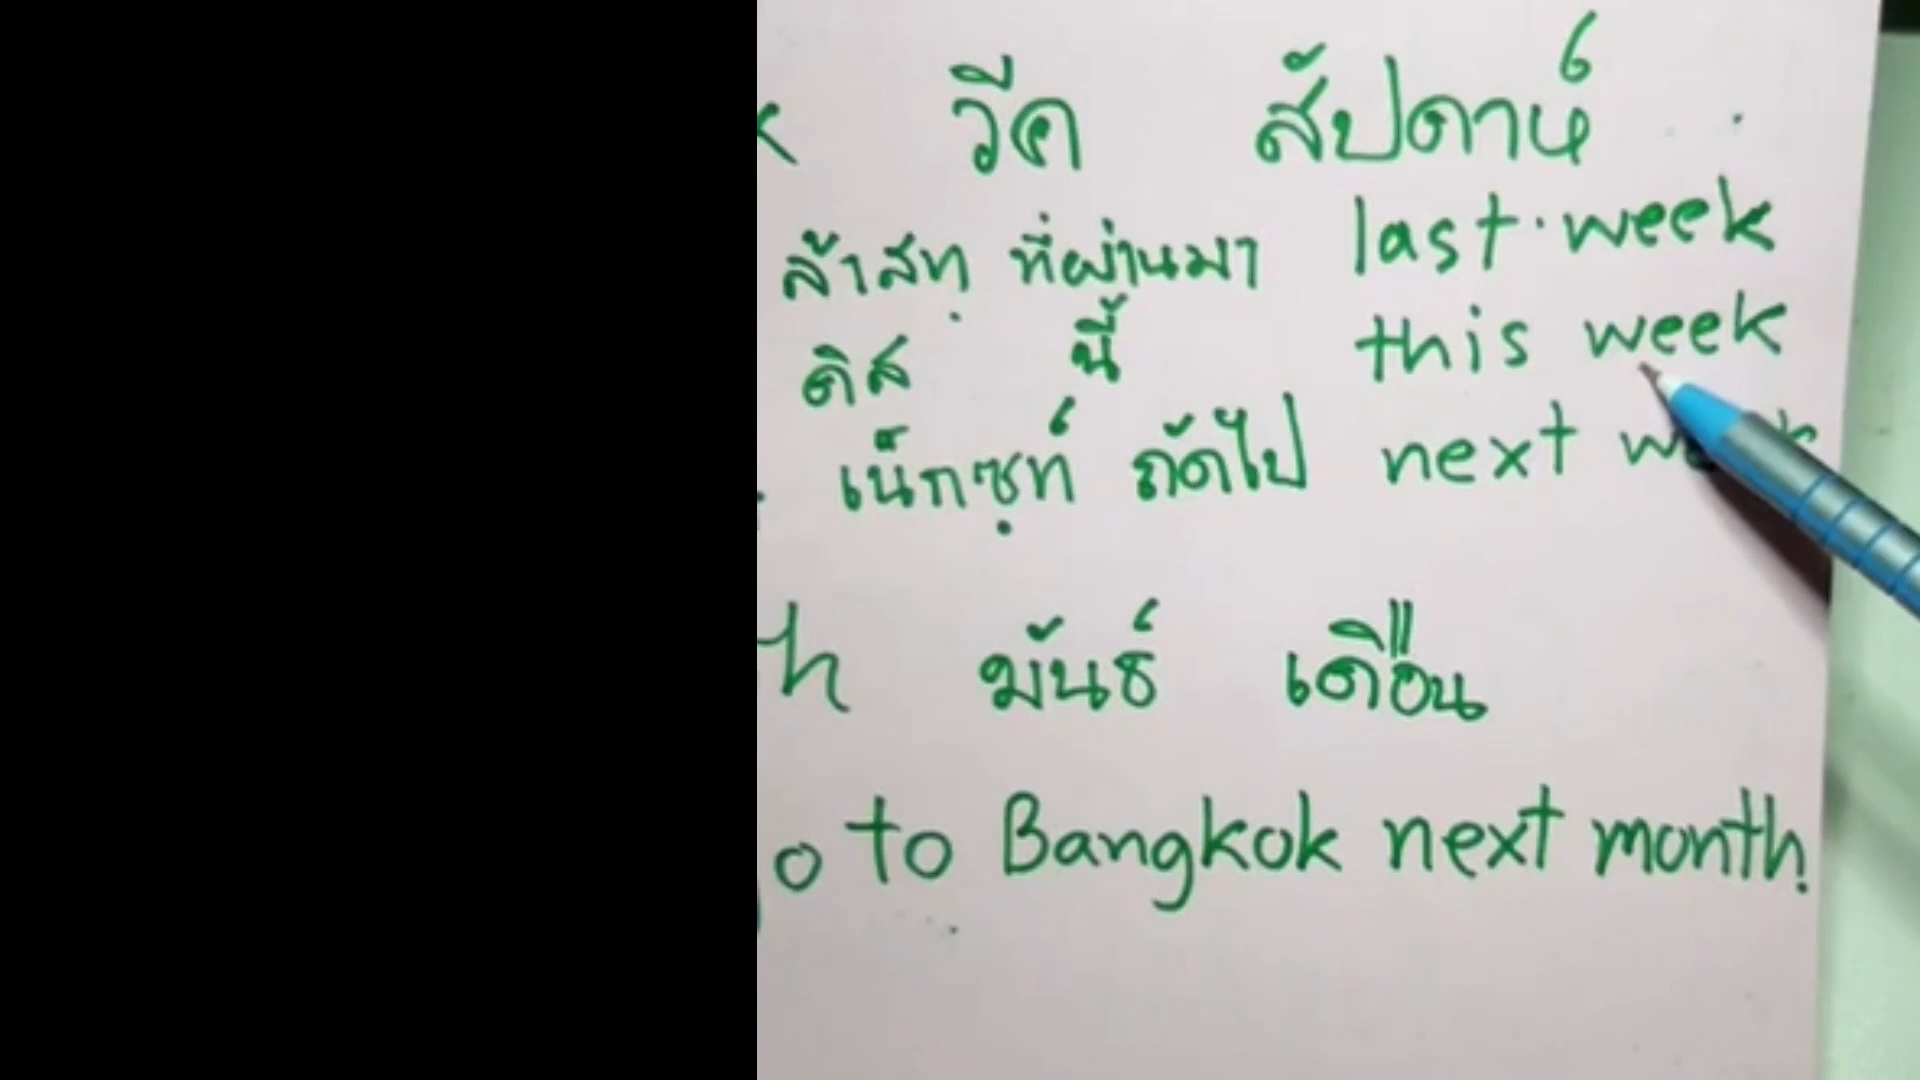 วีค สัปดาห์
ล้าสทฺ ที่ผ่านมา last week
ดิส นี้ this week
เน็กซฺท์ ถัดไป next
มันธ์ เดือน
to Bangkok next month.